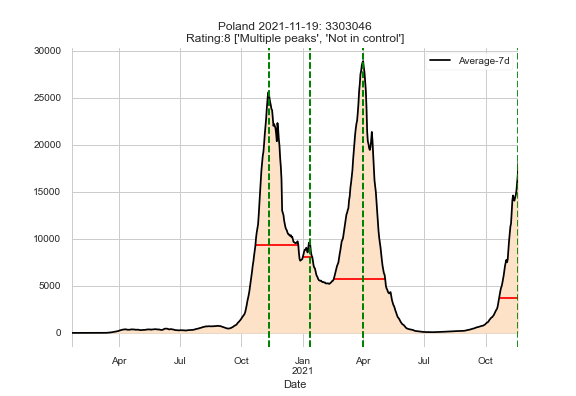 Poland 2021-11-19: 3303046
Rating:8 ['Multiple peaks', 'Not in control']
Average-7d
30000
25000
20000
15000
10000
5000
0
Apr Jul Oct Jan Apr Jul Oct
2021
Date